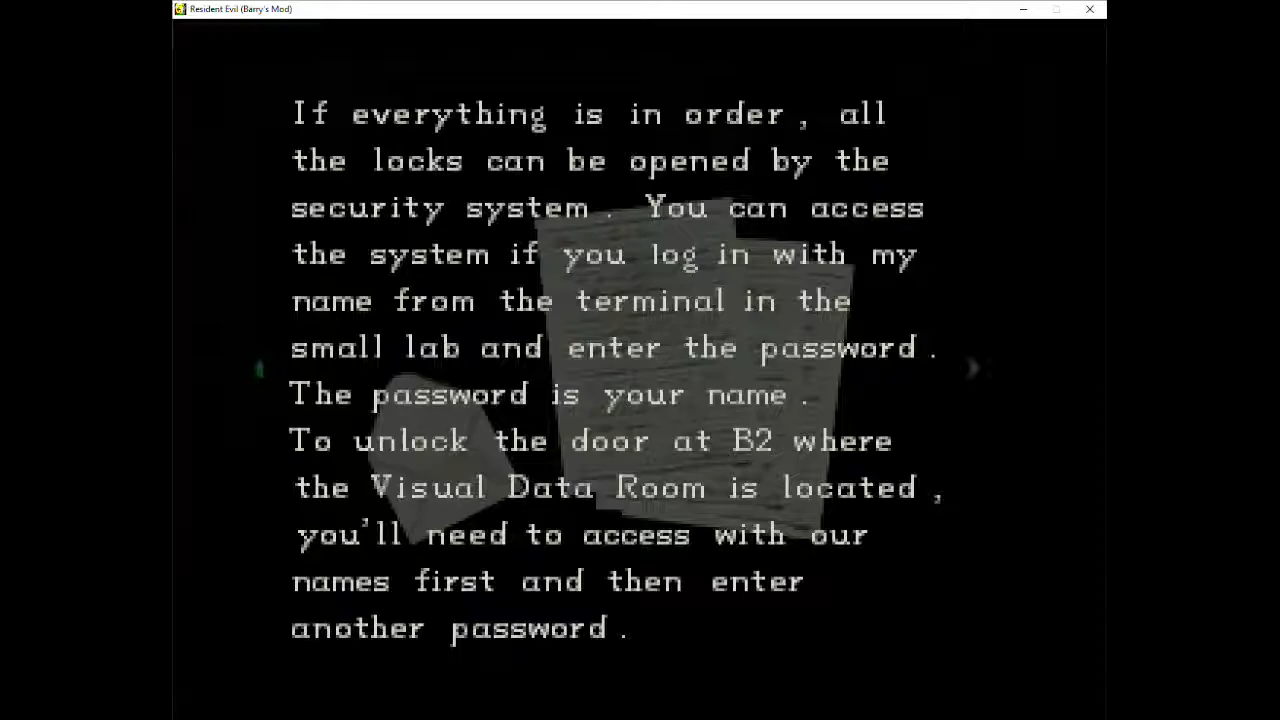 Resident Evil (Barry's Mod)
If everything is in order, all
the locks can be opened by the
security system. You can access
the system if you log in with my
name from the terminal in the
small lab and enter the password.
The password is your name.
To unlock the door at B2 where
the Visual Data Room is located,
you'll need to access with our
names first and then enter
another password.